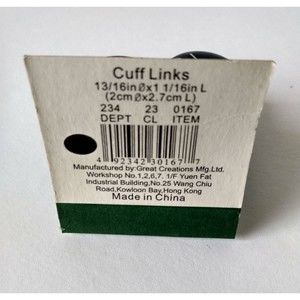 Cuff Links
13/16in Øx1 1/16in L
(2cm Øx2.7cm L)
234 23 0167
DEPT CL ITEM
4 92342 30167 7
Manufactured by:Great Creations Mfg.Ltd.
Workshop No.1,2,6,7, 1/F Yuen Fat
Industrial Building,No.25 Wang Chiu
Road,Kowloon Bay,Hong Kong
Made in China